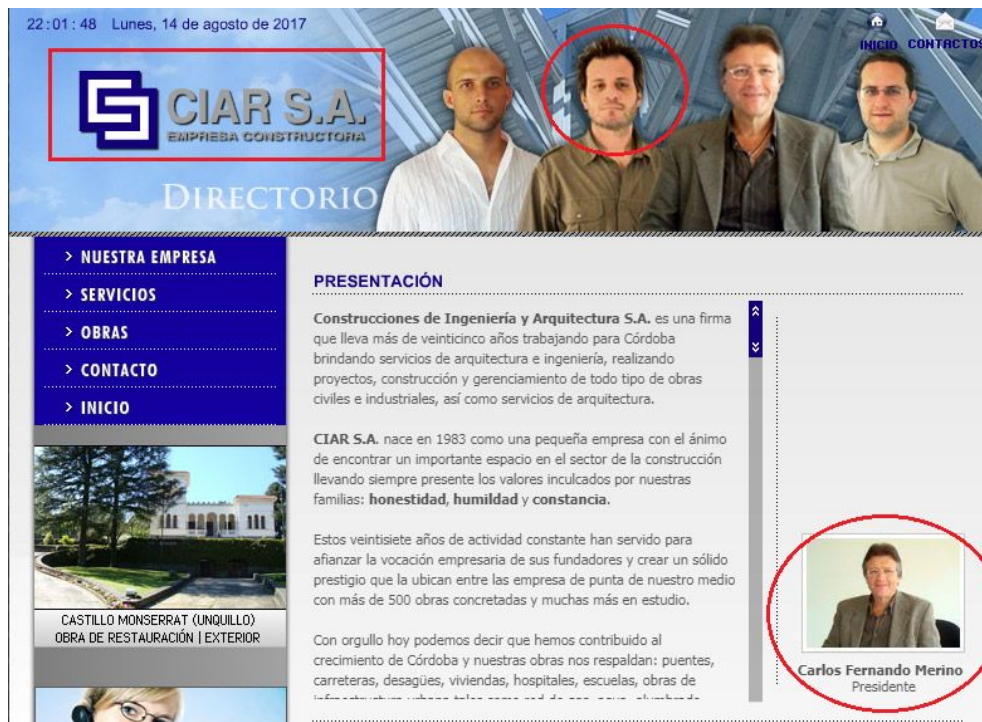 22:01:48 Lunes, 14 de agosto de 2017
INICIO CONTACTOS
CIAR S.A.
EMPRESA CONSTRUCTORA
DIRECTORIO
> NUESTRA EMPRESA
> SERVICIOS
> OBRAS
> CONTACTO
> INICIO
CASTILLO MONSERRAT (UNQUILLO)
OBRA DE RESTAURACIÓN | EXTERIOR
PRESENTACIÓN
Construcciones de Ingeniería y Arquitectura S.A. es una firma
que lleva más de veinticinco años trabajando para Córdoba
brindando servicios de arquitectura e ingeniería, realizando
proyectos, construcción y gerenciamiento de todo tipo de obras
civiles e industriales, así como servicios de arquitectura.
CIAR S.A. nace en 1983 como una pequeña empresa con el ánimo
de encontrar un importante espacio en el sector de la construcción
llevando siempre presente los valores inculcados por nuestras
familias: honestidad, humildad y constancia.
Estos veintisiete años de actividad constante han servido para
afianzar la vocación empresaria de sus fundadores y crear un sólido
prestigio que la ubican entre las empresa de punta de nuestro medio
con más de 500 obras concretadas y muchas más en estudio.
Con orgullo hoy podemos decir que hemos contribuido al
crecimiento de Córdoba y nuestras obras nos respaldan: puentes,
carreteras, desagües, viviendas, hospitales, escuelas, obras de
Carlos Fernando Merino
Presidente